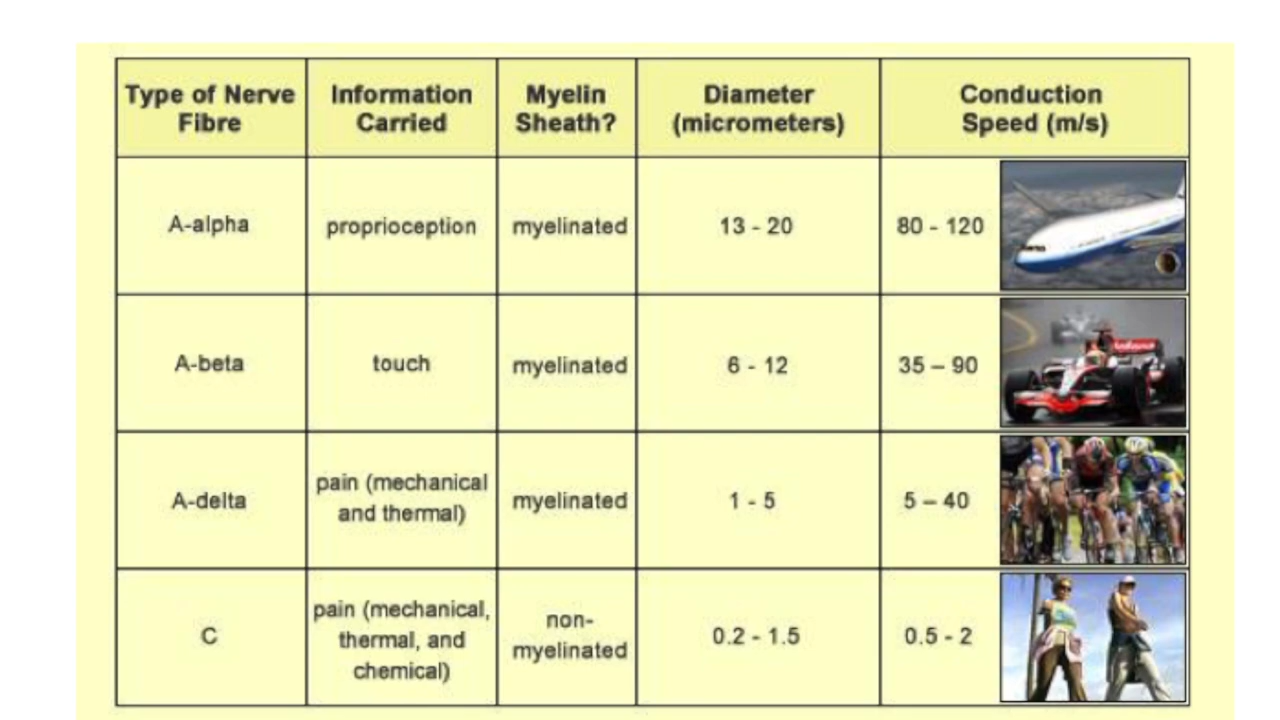 Type of Nerve
Fibre
Information
Carried
Myelin
Sheath?
Diameter
(micrometers)
Conduction
Speed (m/s)
A-alpha
proprioception
myelinated
13 - 20
80 - 120
A-beta
touch
myelinated
6 - 12
35 – 90
A-delta
pain (mechanical
and thermal)
myelinated
1 - 5
5 – 40
C
pain (mechanical,
thermal, and
chemical)
non-
myelinated
0.2 - 1.5
0.5 - 2